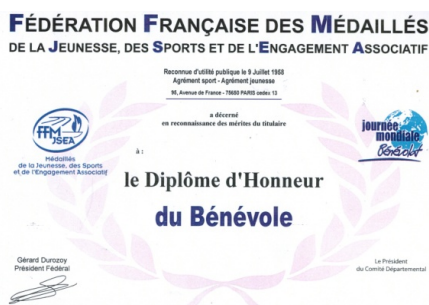 FÉDÉRATION FRANÇAISE DES MÉDAILLÉS
DE LA JEUNESSE, DES SPORTS ET DE L'ENGAGEMENT ASSOCIATIF
Reconnue d'utilité publique le 9 Juillet 1958
Agrément sport - Agrément jeunesse
95, Avenue de France - 75650 PARIS cedex 13
a décerné
en reconnaissance des mérites du titulaire
FFM
JSEA
Médaillés
de la Jeunesse, des Sports
et de l'Engagement Associatif
journée
mondiale
Bénévolat
à :
le Diplôme d'Honneur
du Bénévole
Gérard Durozoy
Président Fédéral
Le Président
du Comité Départemental